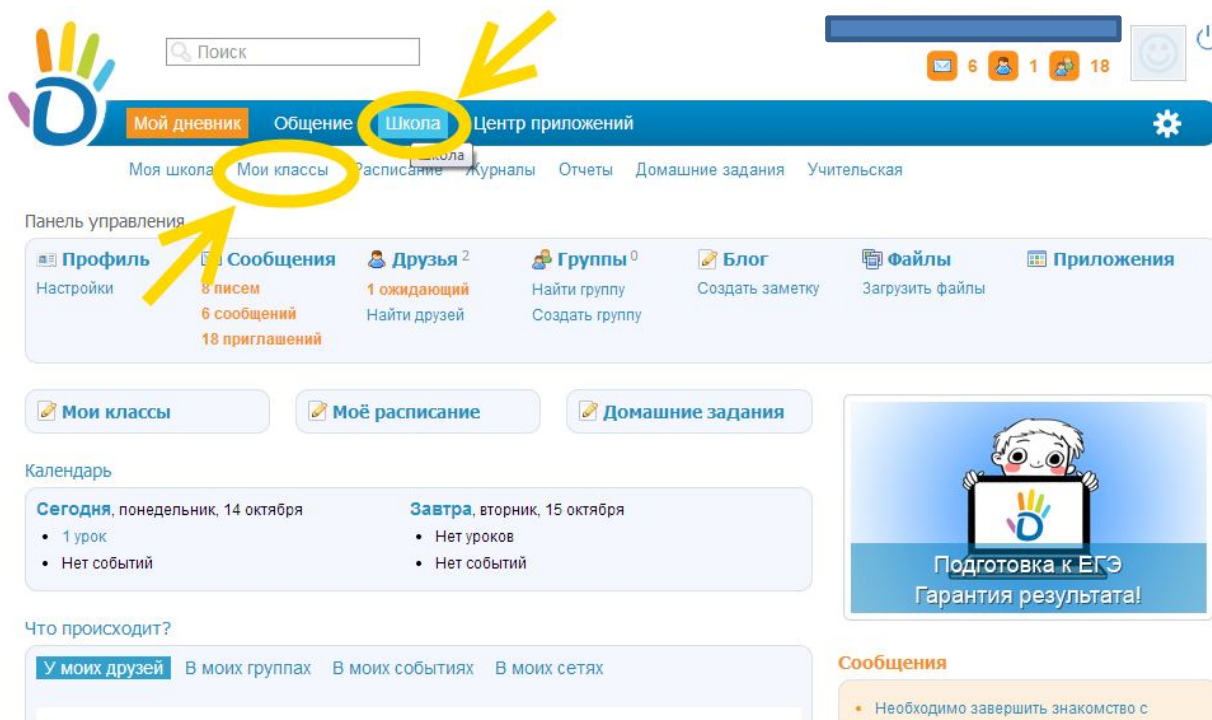 Поиск
6 1 18
Мой дневник Общение Школа Центр приложений
Школа
Моя школа Мои классы Расписание Журналы Отчеты Домашние задания Учительская
Панель управления
Профиль Сообщения Друзья 2 Группы 0 Блог Файлы Приложения
Настройки 8 писем 1 ожидающий Найти группу Создать заметку Загрузить файлы
6 сообщений Найти друзей Создать группу
18 приглашений
Мои классы Моё расписание Домашние задания
Календарь
Сегодня, понедельник, 14 октября Завтра, вторник, 15 октября
• 1 урок • Нет уроков
• Нет событий • Нет событий
Подготовка к ЕГЭ
Гарантия результата!
Что происходит?
У моих друзей В моих группах В моих событиях В моих сетях
Сообщения
• Необходимо завершить знакомство с